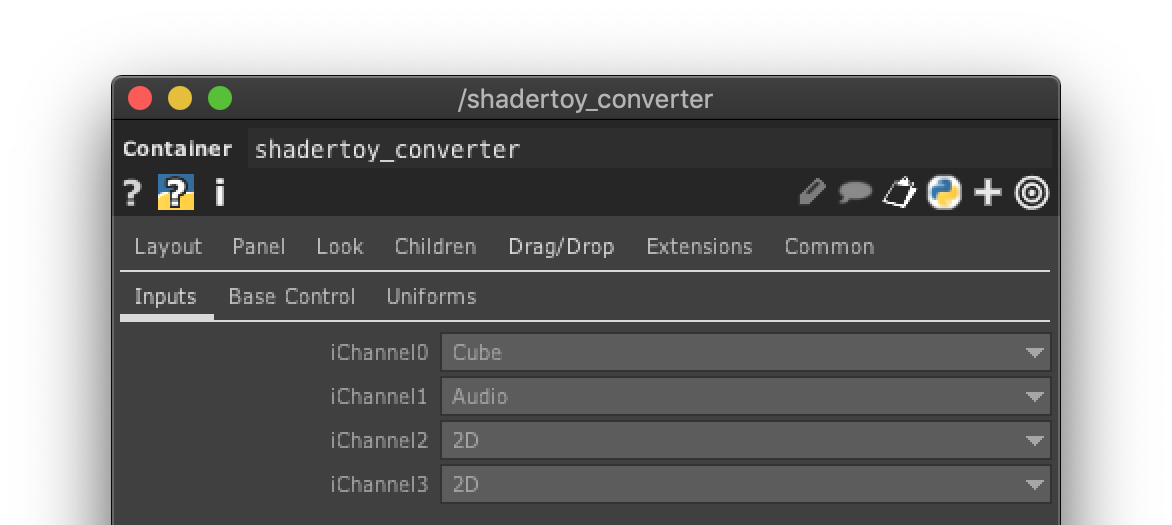 /shadertoy_converter
Container shadertoy_converter
? ? i
Layout Panel Look Children Drag/Drop Extensions Common
Inputs Base Control Uniforms
iChannel0 Cube
iChannel1 Audio
iChannel2 2D
iChannel3 2D